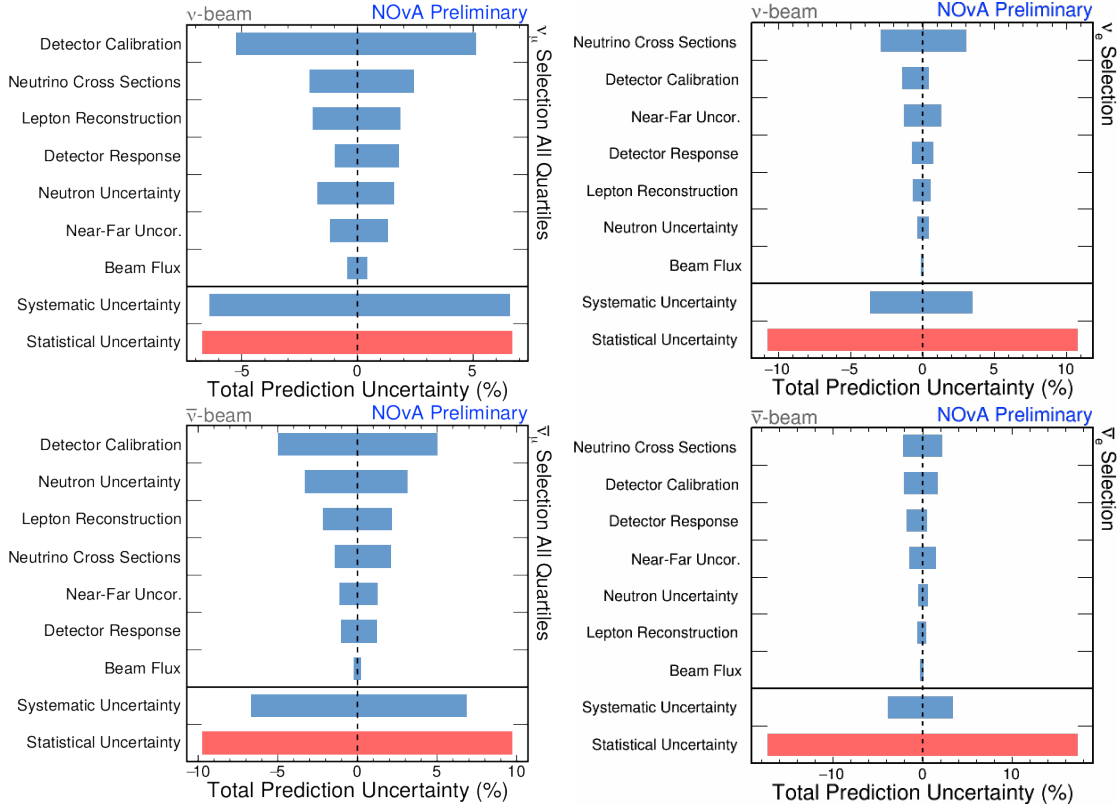 ν-beam NOvA Preliminary
Detector Calibration
Neutrino Cross Sections
Lepton Reconstruction
Detector Response
Neutron Uncertainty
Near-Far Uncor.
Beam Flux
Systematic Uncertainty
Statistical Uncertainty
−5 0 5
Total Prediction Uncertainty (%)
νμ Selection All Quartiles
ν-beam NOvA Preliminary
Neutrino Cross Sections
Detector Calibration
Near-Far Uncor.
Detector Response
Lepton Reconstruction
Neutron Uncertainty
Beam Flux
Systematic Uncertainty
Statistical Uncertainty
−10 −5 0 5 10
Total Prediction Uncertainty (%)
νe Selection
ν̅-beam NOvA Preliminary
Detector Calibration
Neutron Uncertainty
Lepton Reconstruction
Neutrino Cross Sections
Near-Far Uncor.
Detector Response
Beam Flux
Systematic Uncertainty
Statistical Uncertainty
−10 −5 0 5 10
Total Prediction Uncertainty (%)
ν̅μ Selection All Quartiles
ν̅-beam NOvA Preliminary
Neutrino Cross Sections
Detector Calibration
Detector Response
Near-Far Uncor.
Neutron Uncertainty
Lepton Reconstruction
Beam Flux
Systematic Uncertainty
Statistical Uncertainty
−10 0 10
Total Prediction Uncertainty (%)
ν̅e Selection